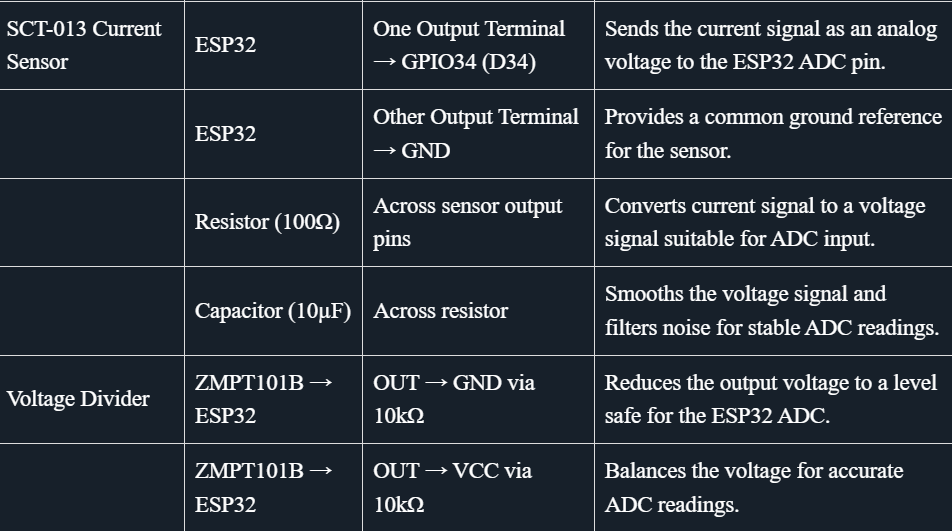 SCT-013 Current
Sensor
ESP32
One Output Terminal
→ GPIO34 (D34)
Sends the current signal as an analog
voltage to the ESP32 ADC pin.
ESP32
Other Output Terminal
→ GND
Provides a common ground reference
for the sensor.
Resistor (100Ω)
Across sensor output
pins
Converts current signal to a voltage
signal suitable for ADC input.
Capacitor (10μF)
Across resistor
Smooths the voltage signal and
filters noise for stable ADC readings.
Voltage Divider
ZMPT101B →
ESP32
OUT → GND via
10kΩ
Reduces the output voltage to a level
safe for the ESP32 ADC.
ZMPT101B →
ESP32
OUT → VCC via
10kΩ
Balances the voltage for accurate
ADC readings.